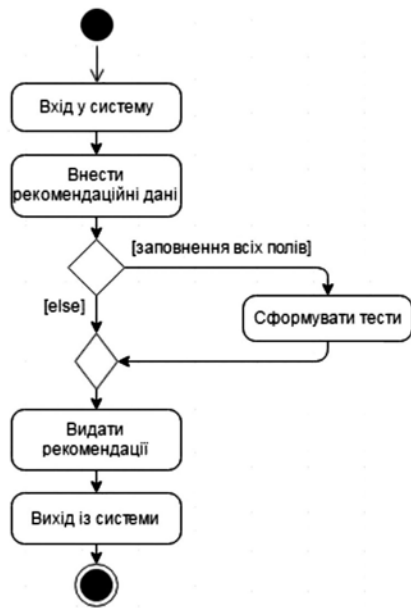 Вхід у систему
Внести
рекомендаційні дані
[заповнення всіх полів]
[else]
Сформувати тести
Видати
рекомендації
Вихід із системи